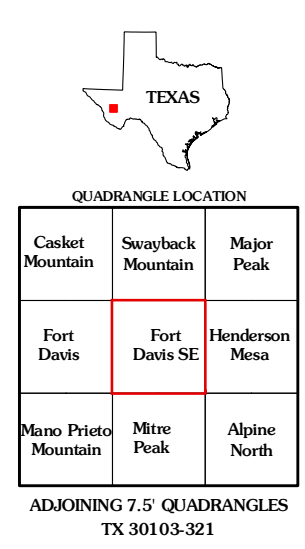 TEXAS
QUADRANGLE LOCATION
Casket
Mountain
Swayback
Mountain
Major
Peak
Fort
Davis
Fort
Davis SE
Henderson
Mesa
Mano Prieto
Mountain
Mitre
Peak
Alpine
North
ADJOINING 7.5' QUADRANGLES
TX 30103-321